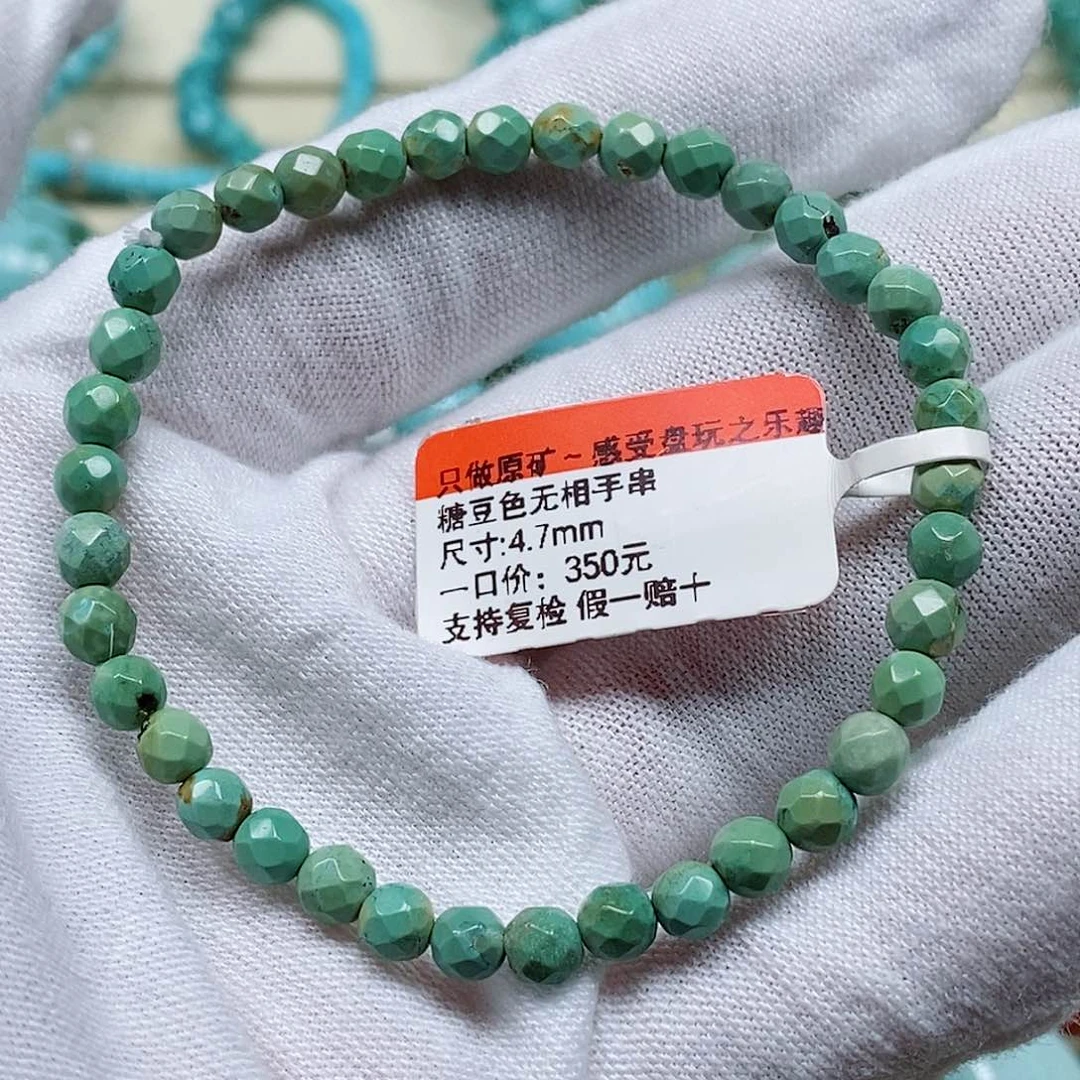 只做原矿~感受盘玩之乐趣
糖豆色无相手串
尺寸:4.7mm
一口价：350元
支持复检 假一赔十